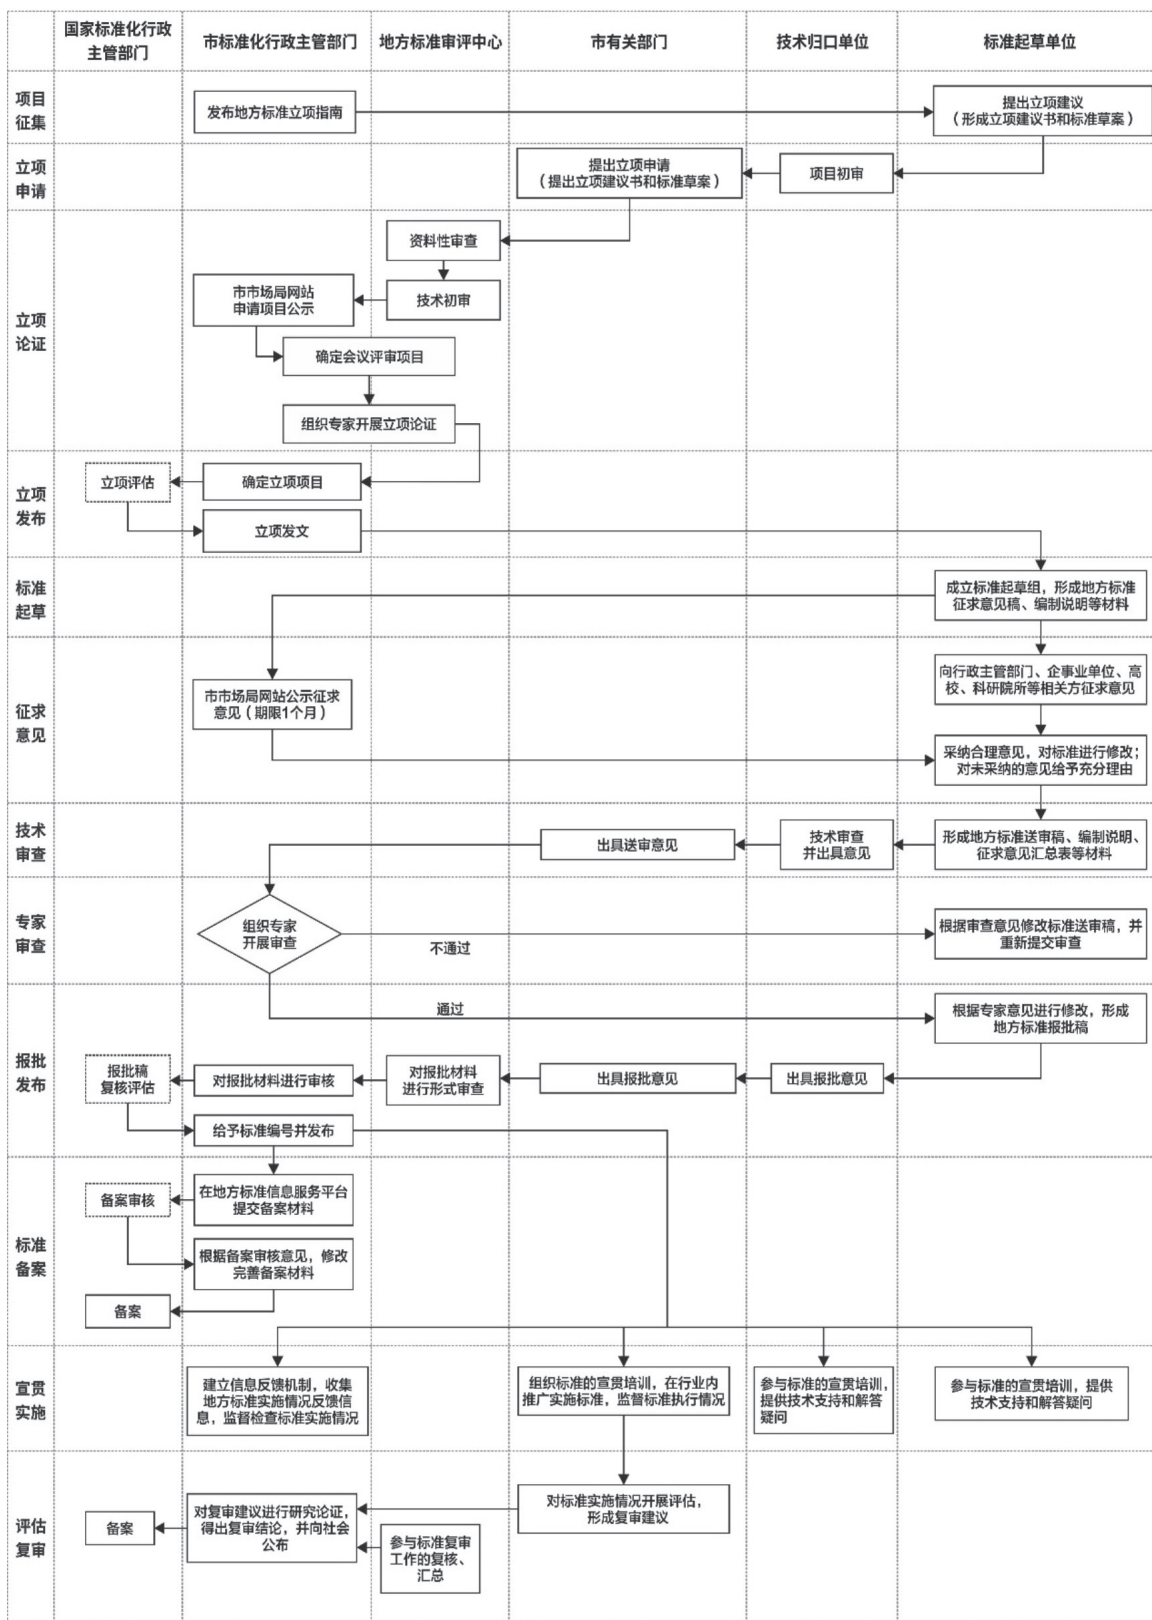 国家标准化行政
主管部门
市标准化行政主管部门
地方标准审评中心
市有关部门
技术归口单位
标准起草单位
项目
征集
发布地方标准立项指南
提出立项建议
（形成立项建议书和标准草案）
立项
申请
提出立项申请
（提出立项建议书和标准草案）
项目初审
立项
论证
资料性审查
技术初审
市市场局网站
申请项目公示
确定会议评审项目
组织专家开展立项论证
立项
发布
立项评估
确定立项项目
立项发文
标准
起草
成立标准起草组，形成地方标准
征求意见稿、编制说明等材料
征求
意见
市市场局网站公示征求
意见（期限1个月）
向行政主管部门、企事业单位、高
校、科研院所等相关方征求意见
采纳合理意见，对标准进行修改；
对未采纳的意见给予充分理由
技术
审查
出具送审意见
技术审查
并出具意见
形成地方标准送审稿、编制说明、
征求意见汇总表等材料
专家
审查
组织专家
开展审查
不通过
根据审查意见修改标准送审稿，并
重新提交审查
报批
发布
通过
根据专家意见进行修改，形成
地方标准报批稿
报批稿
复核评估
对报批材料进行审核
对报批材料
进行形式审查
出具报批意见
出具报批意见
给予标准编号并发布
标准
备案
备案审核
在地方标准信息服务平台
提交备案材料
根据备案审核意见，修改
完善备案材料
备案
宣贯
实施
建立信息反馈机制，收集
地方标准实施情况反馈信
息，监督检查标准实施情况
组织标准的宣贯培训，在行业内
推广实施标准，监督标准执行情况
参与标准的宣贯培训，
提供技术支持和解答
疑问
参与标准的宣贯培训，提供
技术支持和解答疑问
评估
复审
备案
对复审建议进行研究论证，
得出复审结论，并向社会
公布
参与标准复审
工作的复核、
汇总
对标准实施情况开展评估，
形成复审建议